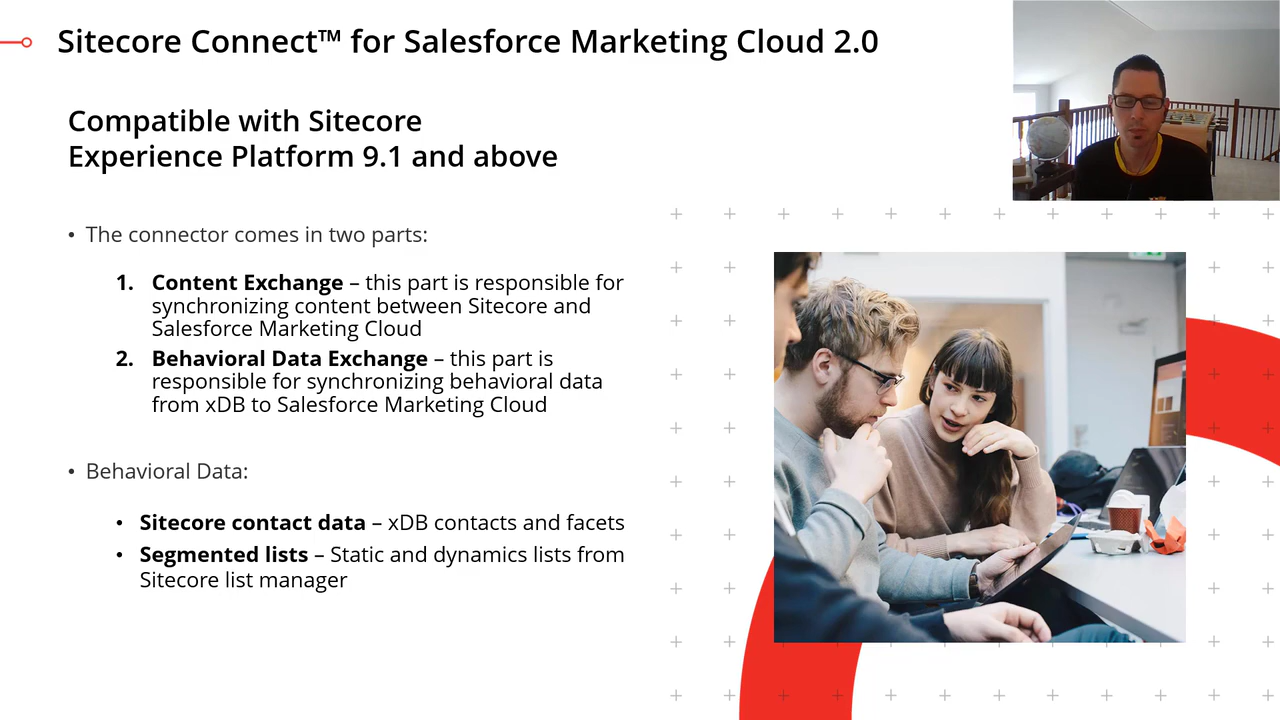 Sitecore Connect™ for Salesforce Marketing Cloud 2.0
Compatible with Sitecore
Experience Platform 9.1 and above
• The connector comes in two parts:
1. Content Exchange – this part is responsible for
synchronizing content between Sitecore and
Salesforce Marketing Cloud
2. Behavioral Data Exchange – this part is
responsible for synchronizing behavioral data
from xDB to Salesforce Marketing Cloud
• Behavioral Data:
• Sitecore contact data – xDB contacts and facets
• Segmented lists – Static and dynamics lists from
Sitecore list manager